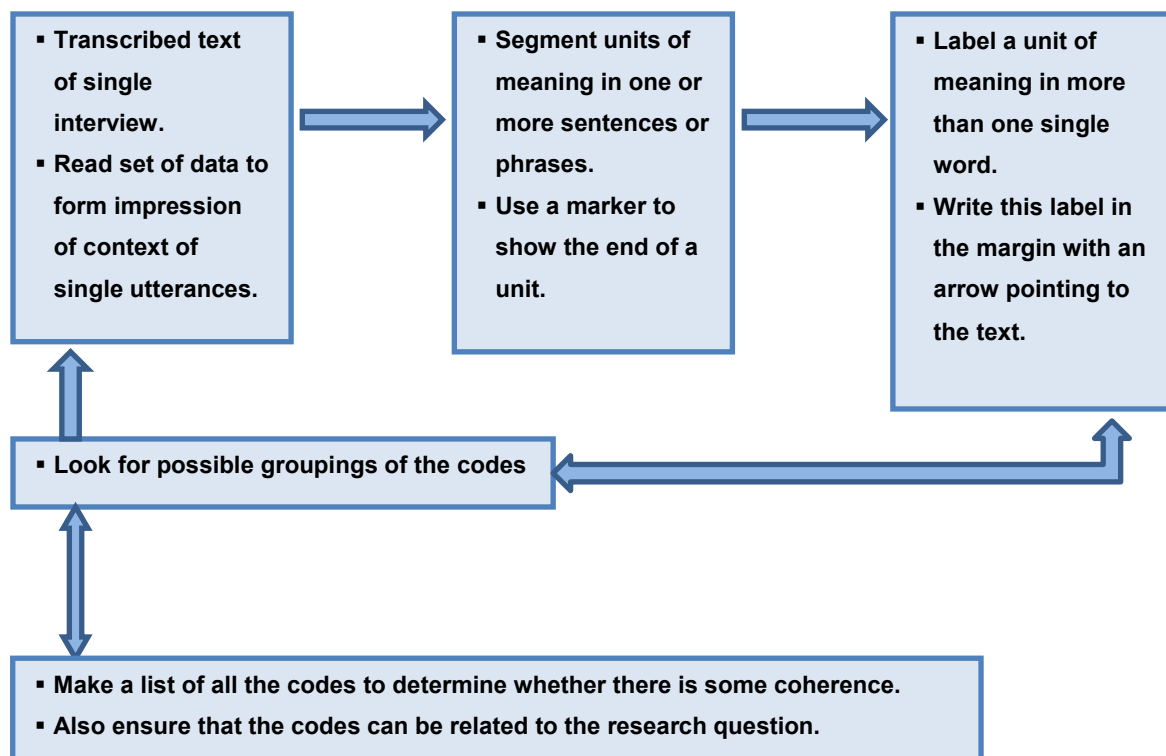 ▪ Transcribed text
of single
interview.
▪ Read set of data to
form impression
of context of
single utterances.
▪ Segment units of
meaning in one or
more sentences or
phrases.
▪ Use a marker to
show the end of a
unit.
▪ Label a unit of
meaning in more
than one single
word.
▪ Write this label in
the margin with an
arrow pointing to
the text.
▪ Look for possible groupings of the codes
▪ Make a list of all the codes to determine whether there is some coherence.
▪ Also ensure that the codes can be related to the research question.